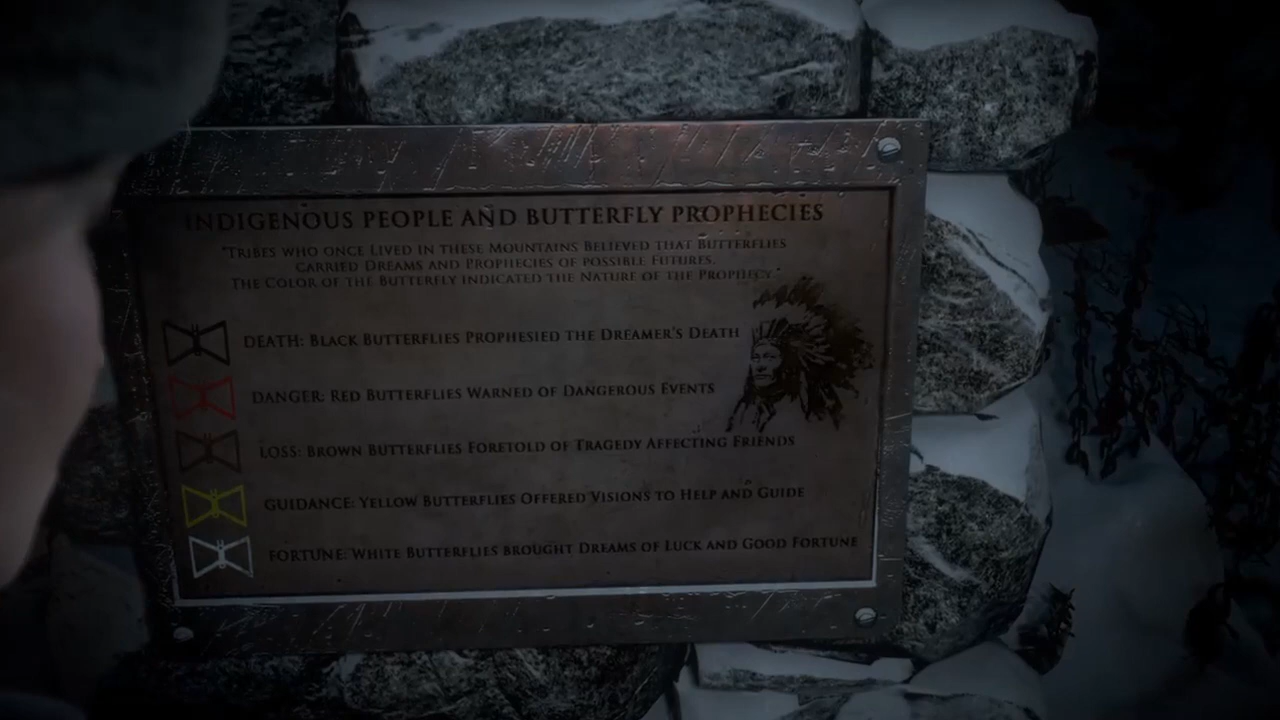 INDIGENOUS PEOPLE AND BUTTERFLY PROPHECIES
"TRIBES WHO ONCE LIVED IN THESE MOUNTAINS BELIEVED THAT BUTTERFLIES
CARRIED DREAMS AND PROPHECIES OF POSSIBLE FUTURES.
THE COLOR OF THE BUTTERFLY INDICATED THE NATURE OF THE PROPHECY."
DEATH: BLACK BUTTERFLIES PROPHESIED THE DREAMER'S DEATH
DANGER: RED BUTTERFLIES WARNED OF DANGEROUS EVENTS
LOSS: BROWN BUTTERFLIES FORETOLD OF TRAGEDY AFFECTING FRIENDS
GUIDANCE: YELLOW BUTTERFLIES OFFERED VISIONS TO HELP AND GUIDE
FORTUNE: WHITE BUTTERFLIES BROUGHT DREAMS OF LUCK AND GOOD FORTUNE